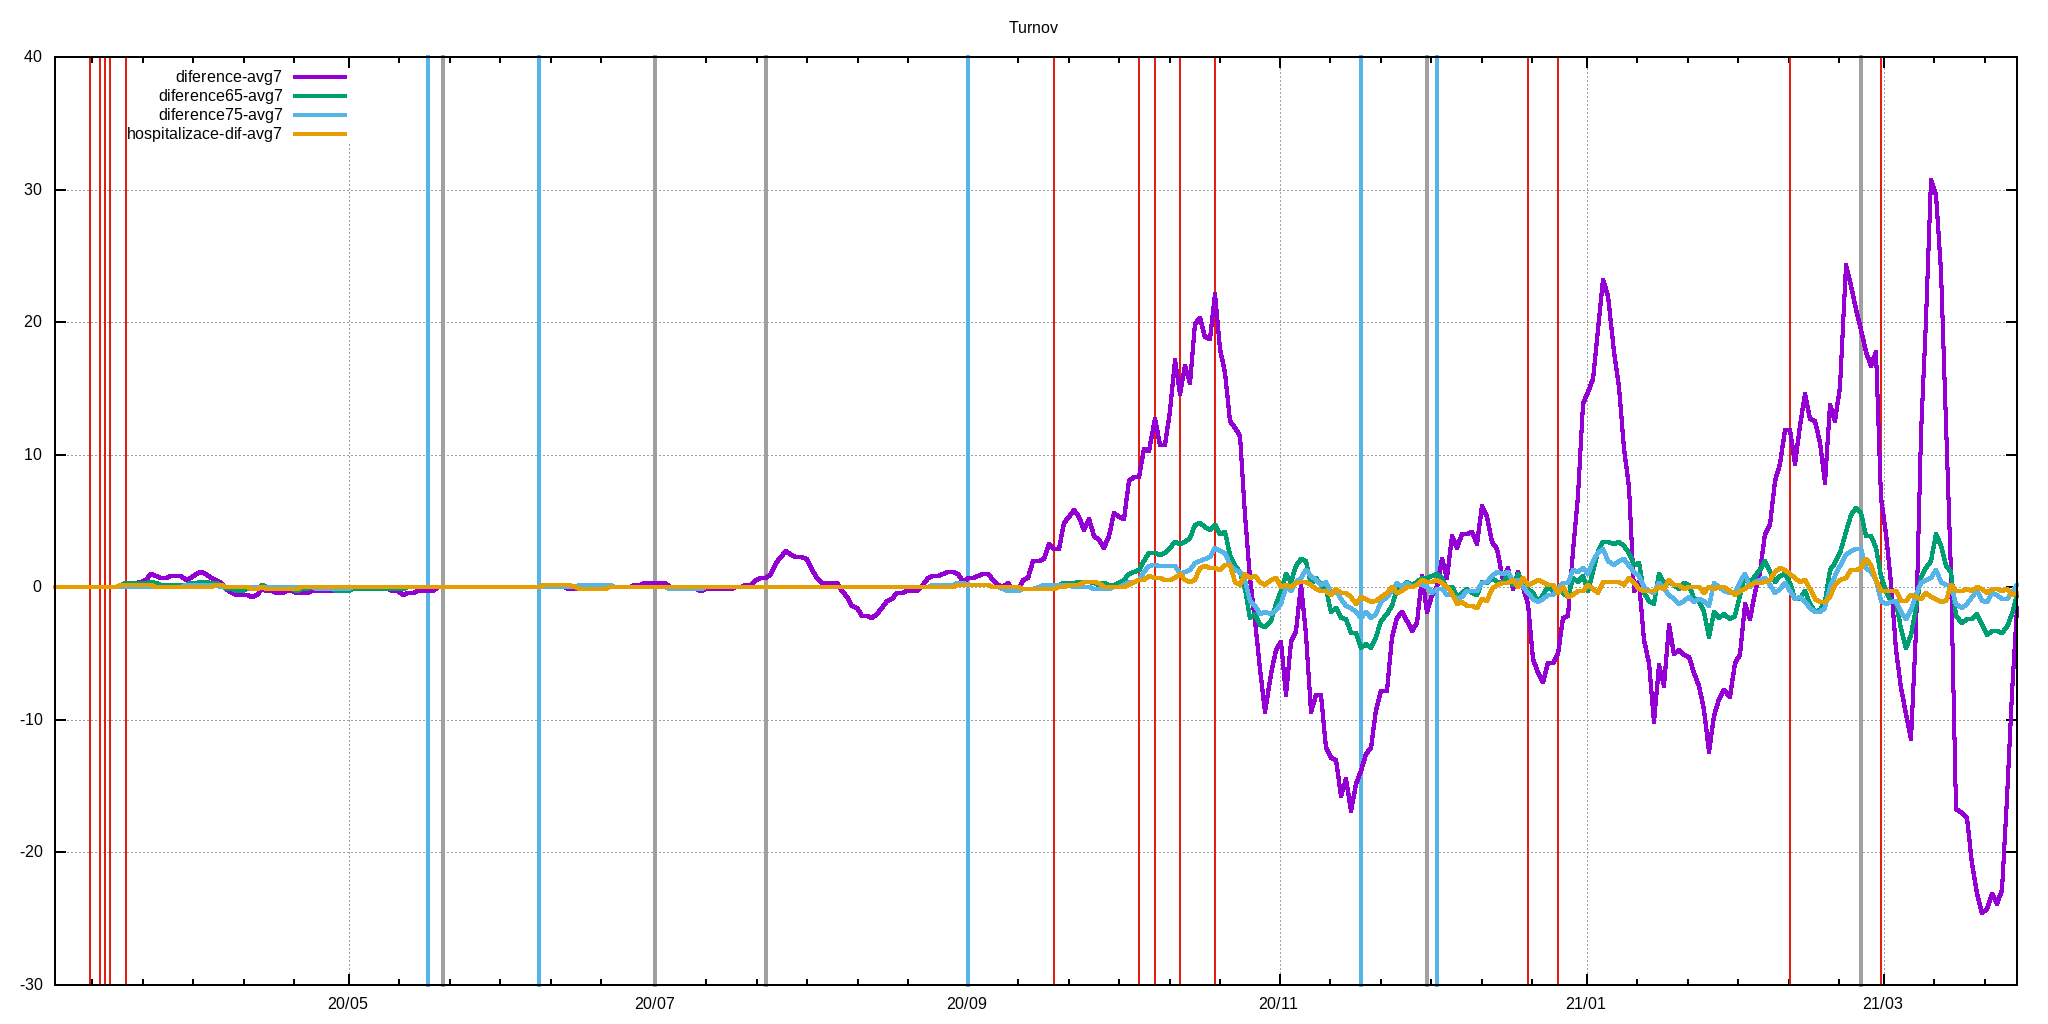 Turnov
diference-avg7
diference65-avg7
diference75-avg7
hospitalizace-dif-avg7
40
30
20
10
0
-10
-20
-30
20/05 20/07 20/09 20/11 21/01 21/03